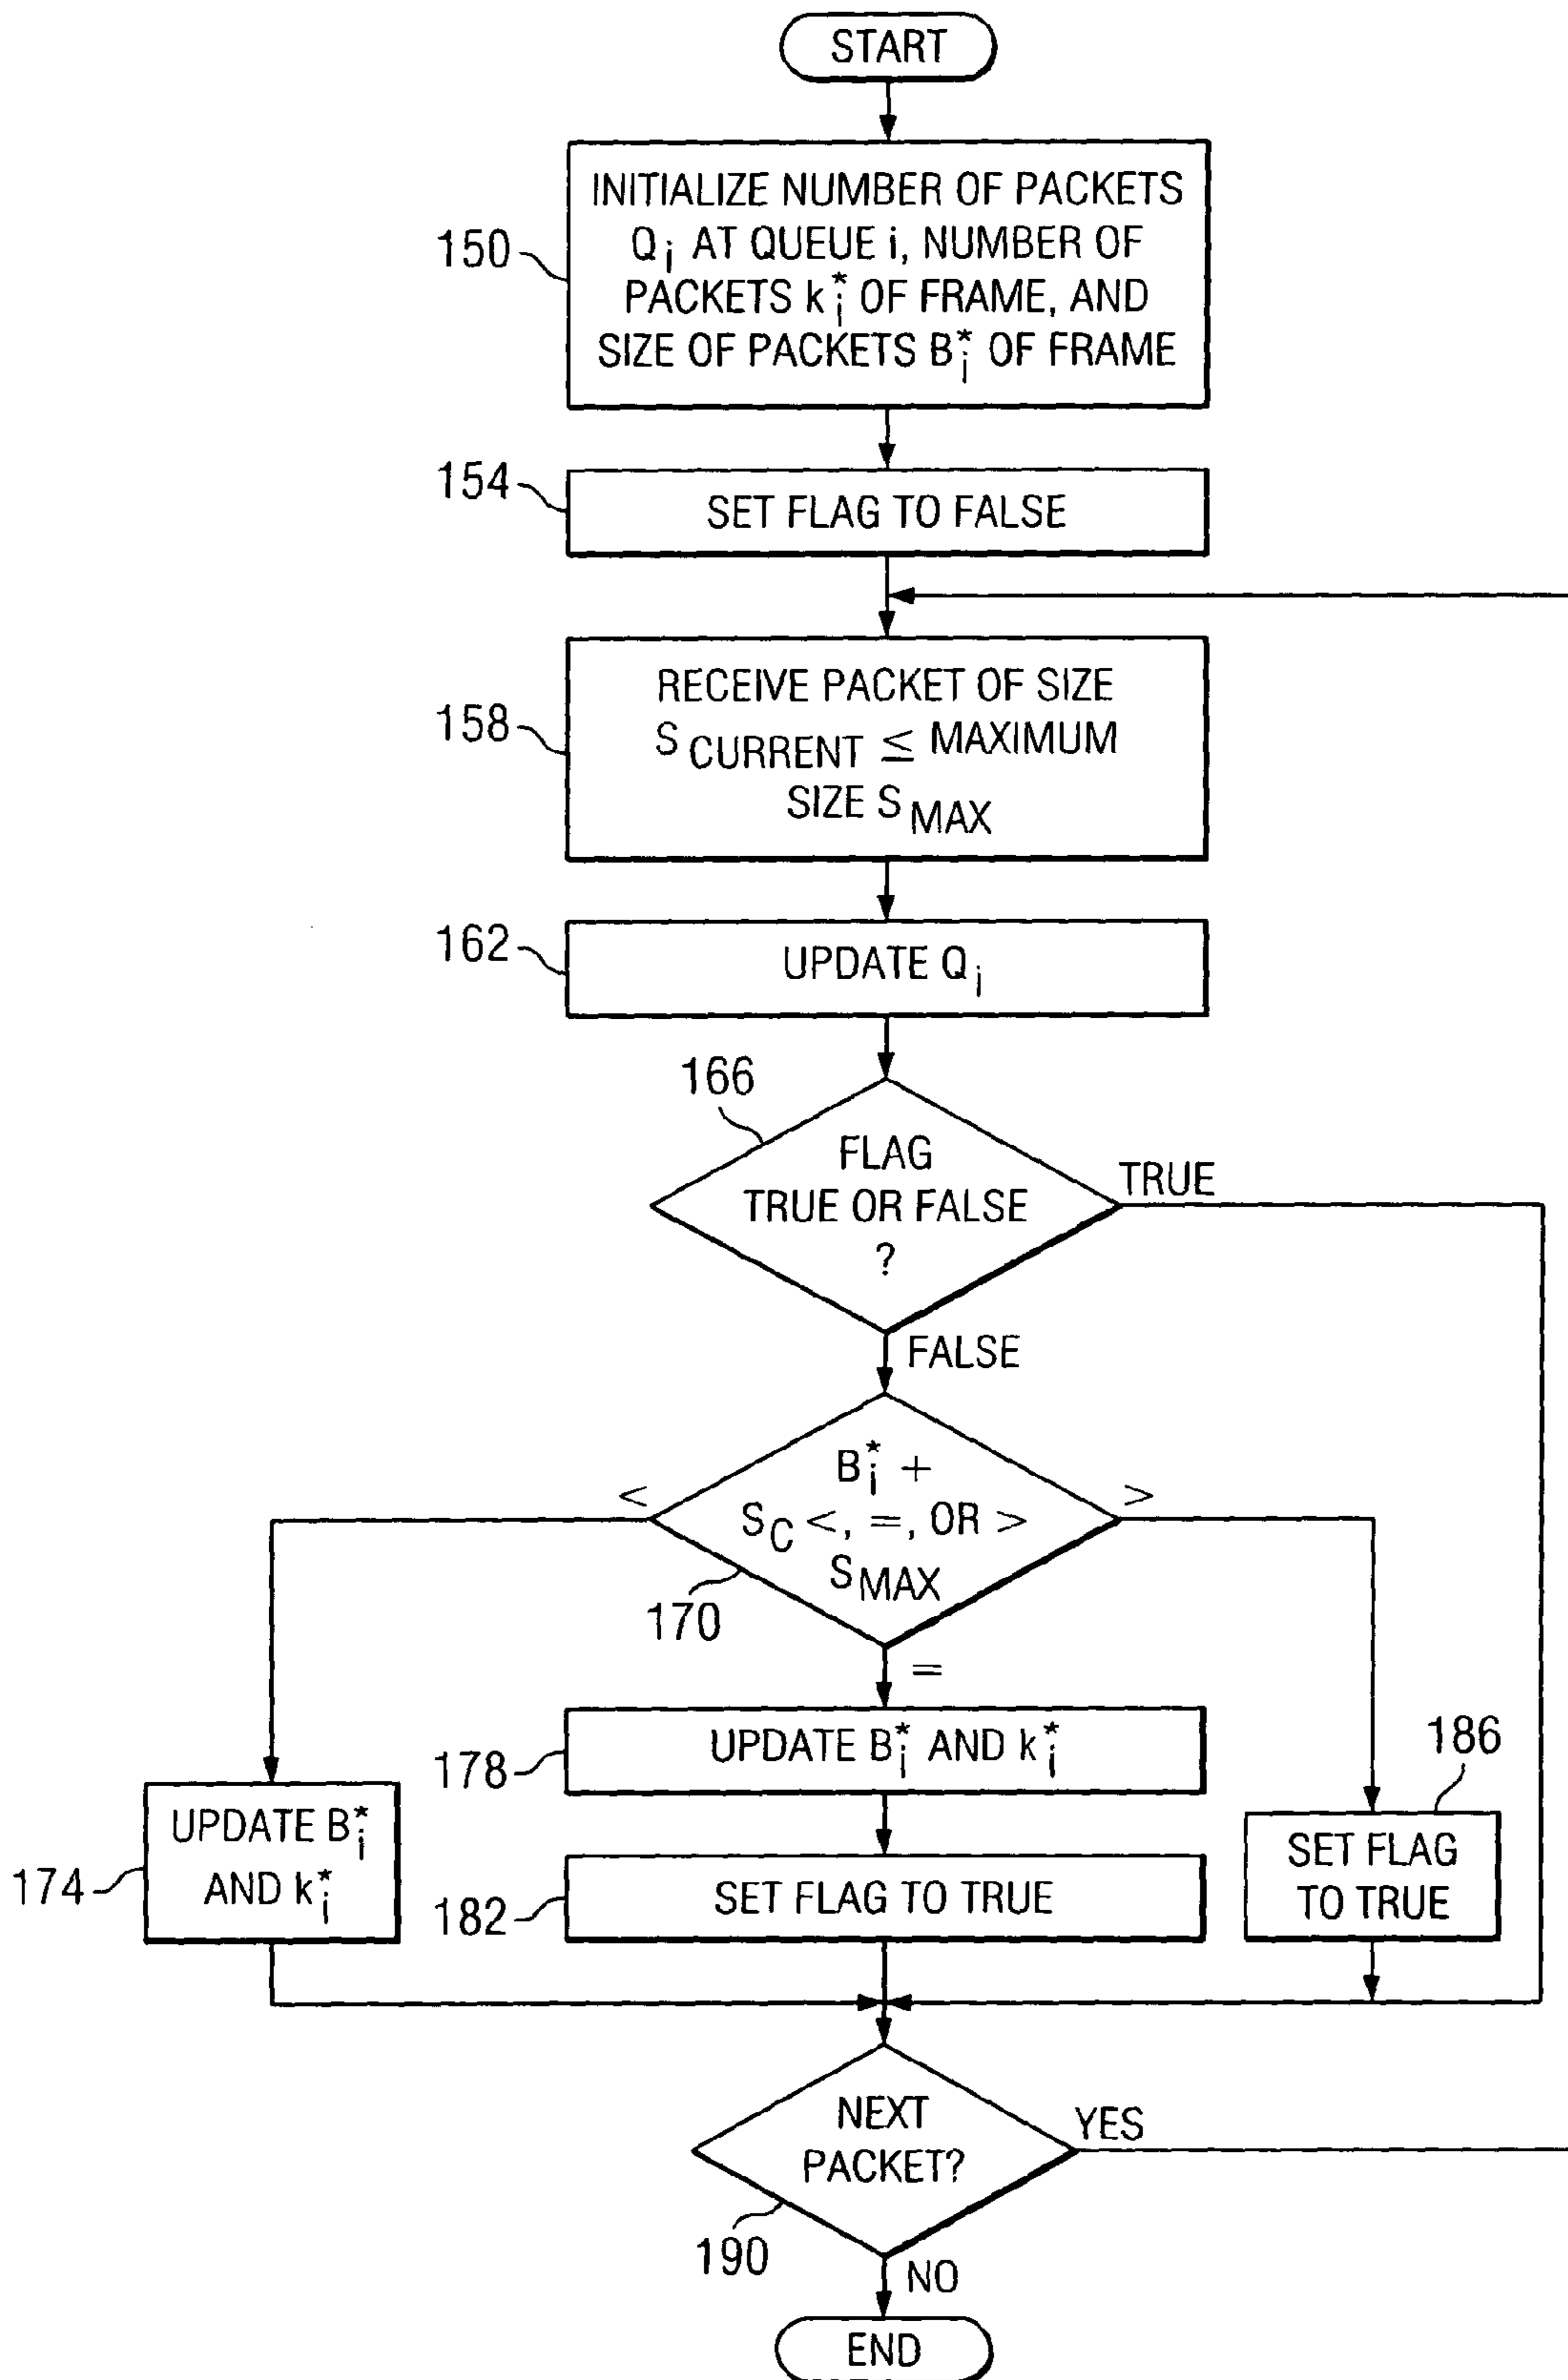 START
INITIALIZE NUMBER OF PACKETS
Q i AT QUEUE i, NUMBER OF
PACKETS k*i OF FRAME, AND
SIZE OF PACKETS B*i OF FRAME
150
154
SET FLAG TO FALSE
RECEIVE PACKET OF SIZE
S CURRENT ≤ MAXIMUM
SIZE S MAX
158
162
UPDATE Q i
166
FLAG
TRUE OR FALSE
?
TRUE
FALSE
B*i +
SC <, =, OR >
SMAX
<
>
170
=
UPDATE B*i AND k*i
178
186
UPDATE B*i
AND k*i
174
SET FLAG TO TRUE
182
SET FLAG
TO TRUE
NEXT
PACKET?
YES
190
NO
END